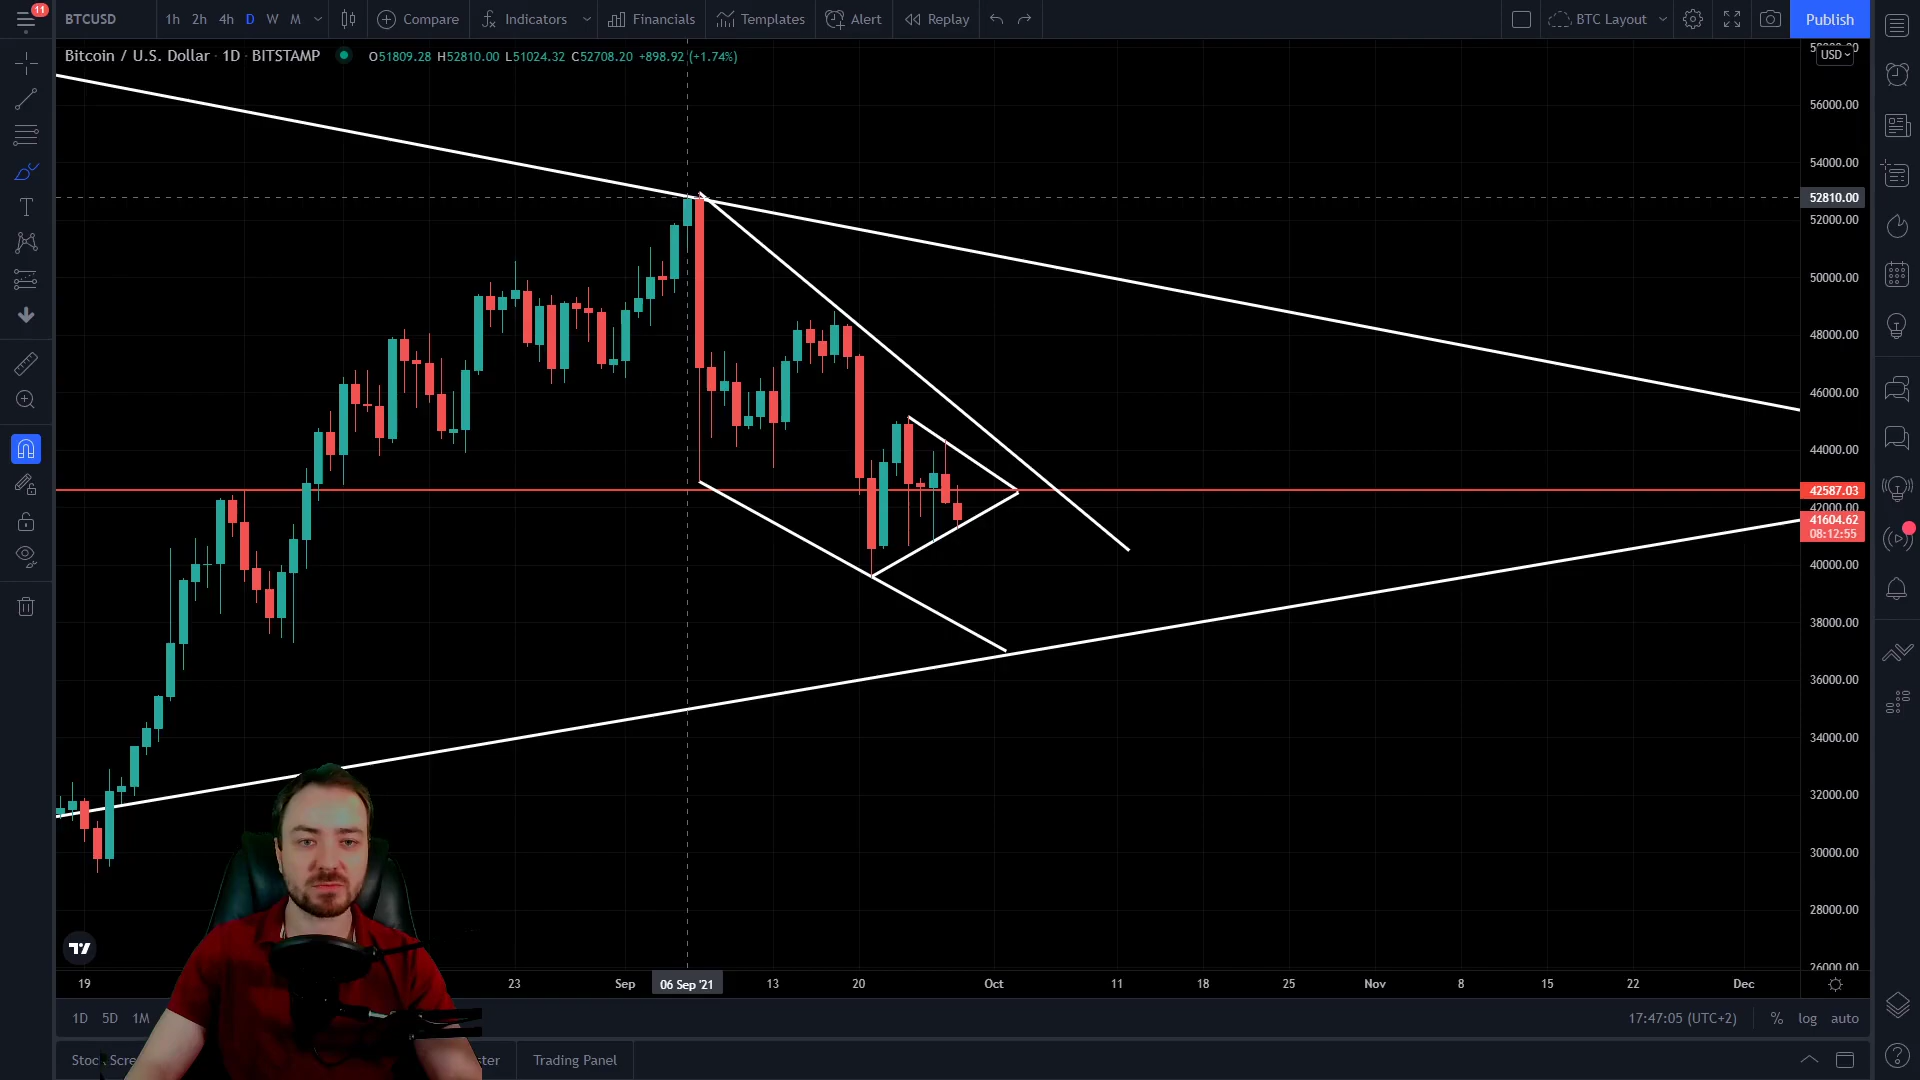 11
BTCUSD
1h 2h 4h D W M
Compare
Indicators
Financials
Templates
Alert
Replay
BTC Layout
Publish
Bitcoin / U.S. Dollar · 1D · BITSTAMP
O51809.28 H52810.00 L51024.32 C52708.20 +898.92 (+1.74%)
USD
56000.00
54000.00
52810.00
52000.00
50000.00
48000.00
46000.00
44000.00
42587.03
42000.00
41604.62
08:12:55
40000.00
38000.00
36000.00
34000.00
32000.00
30000.00
28000.00
26000.00
19 23 Sep 06 Sep '21 13 20 Oct 11 18 25 Nov 8 15 22 Dec
1D 5D 1M
17:47:05 (UTC+2)
% log auto
Trading Panel